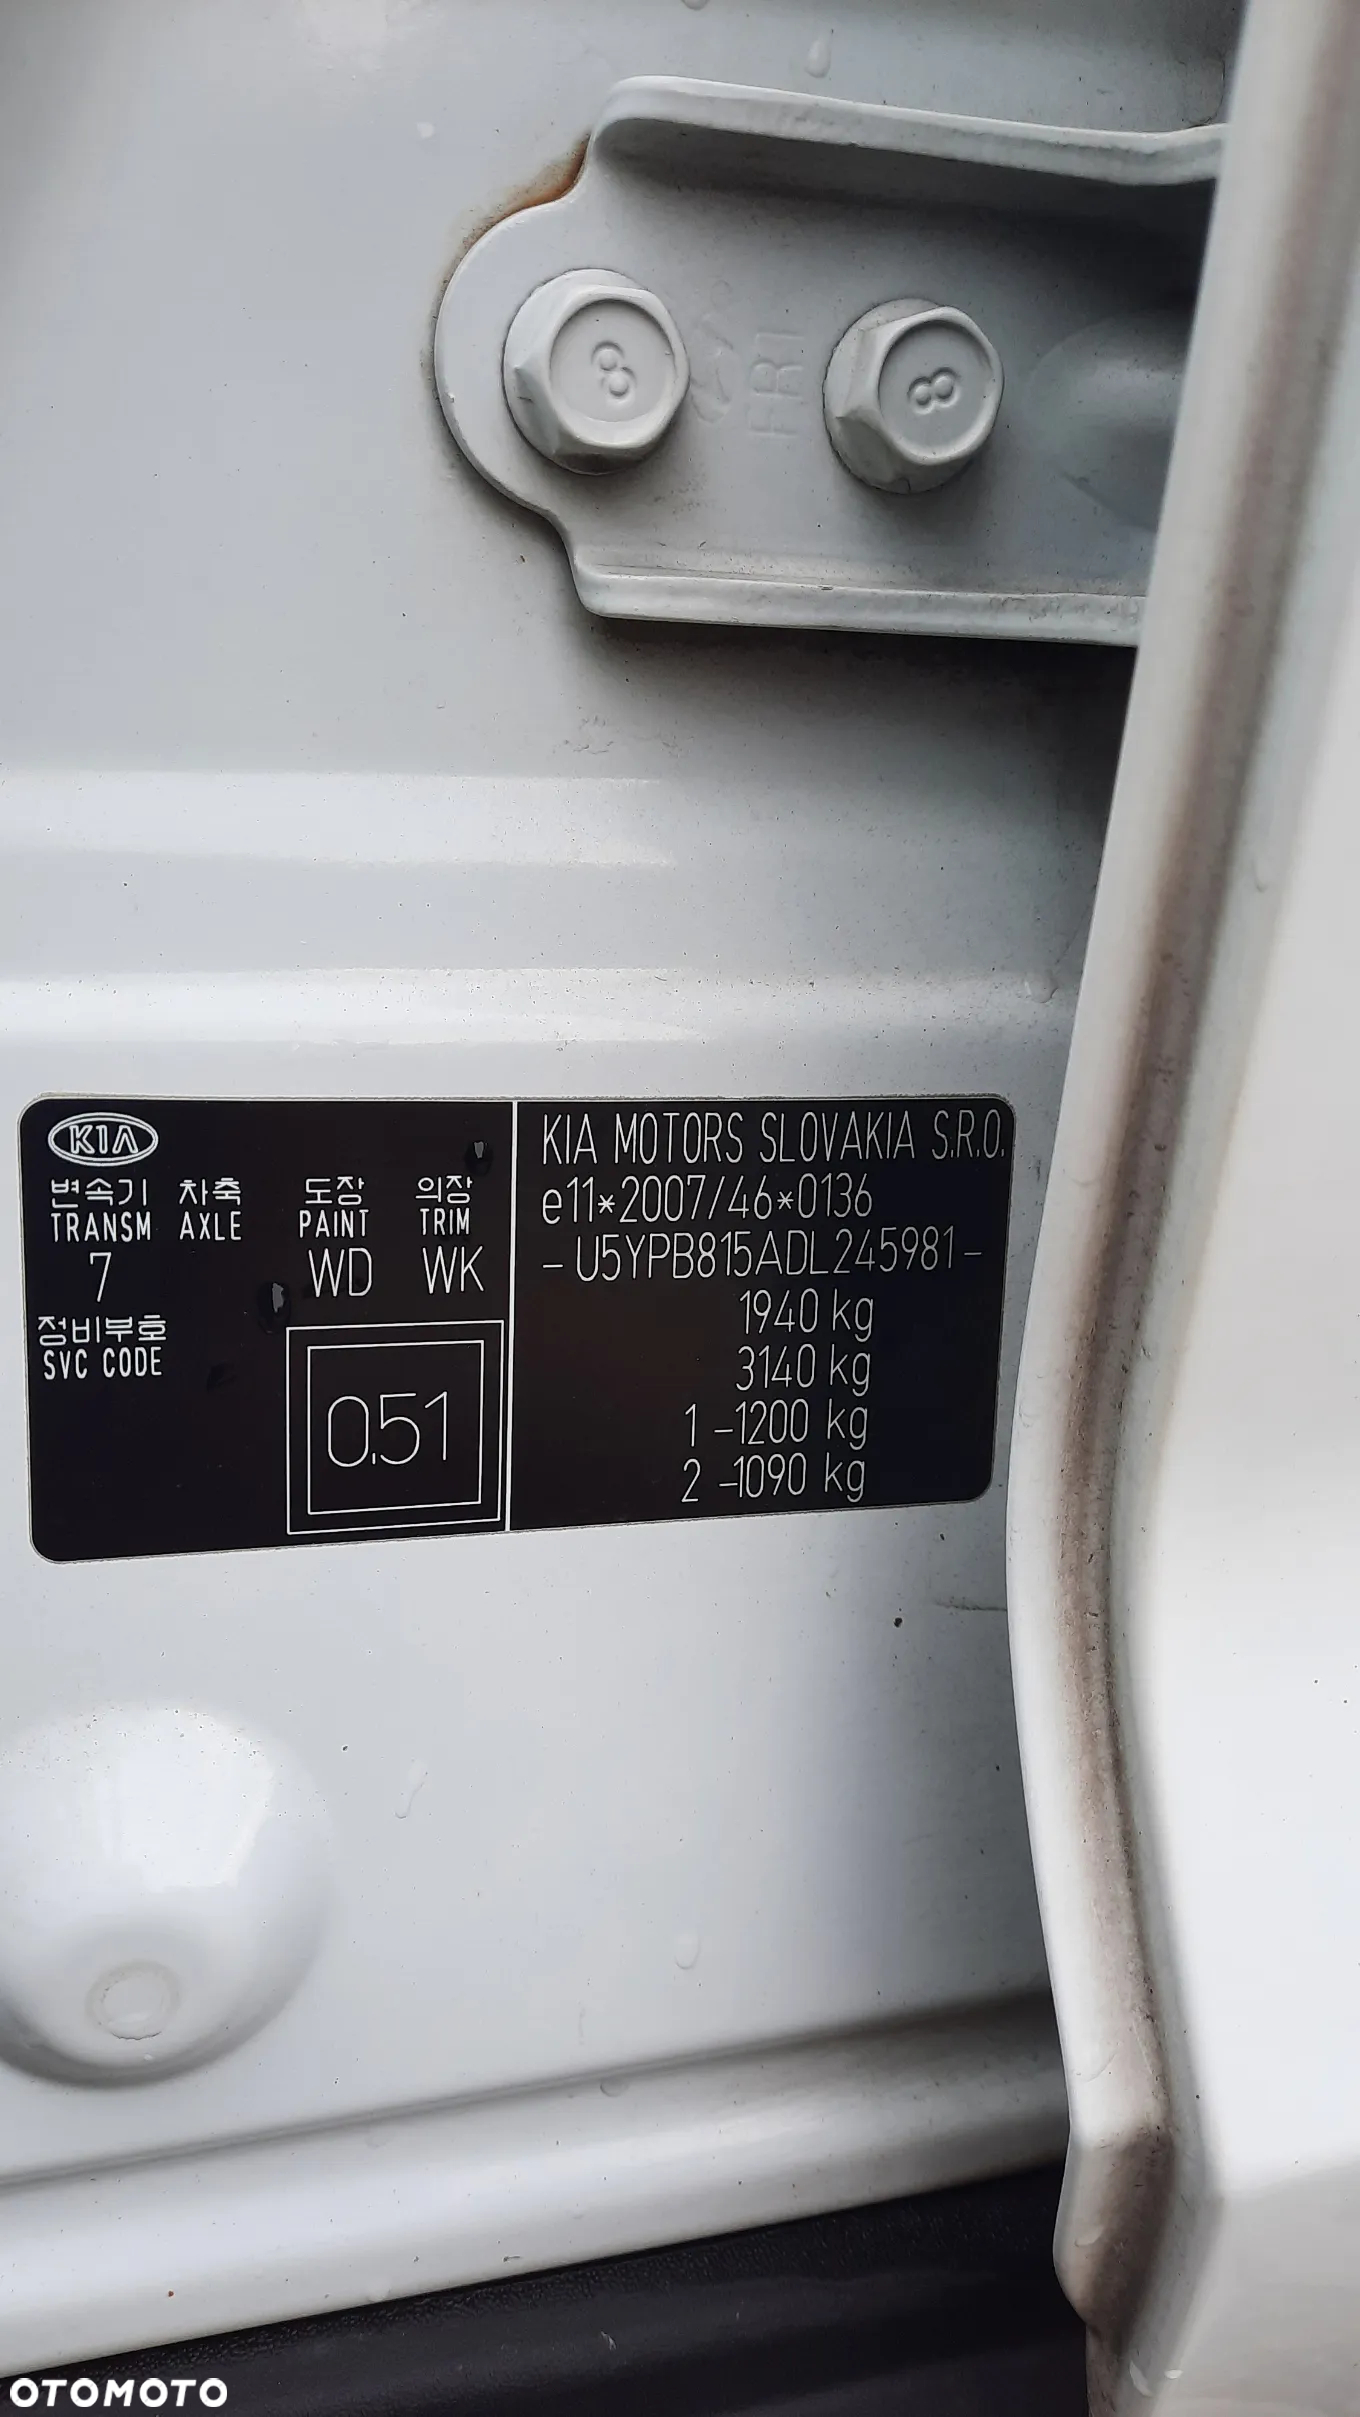 8
8
FR1
KIA
변속기 차축 도장 의장
TRANSM AXLE PAINT TRIM
7 WD WK
정비부호
SVC CODE
0.51
KIA MOTORS SLOVAKIA S.R.O.
e11*2007/46*0136
- U5YPB815ADL245981 -
1940 kg
3140 kg
1 - 1200 kg
2 - 1090 kg
OTOMOTO